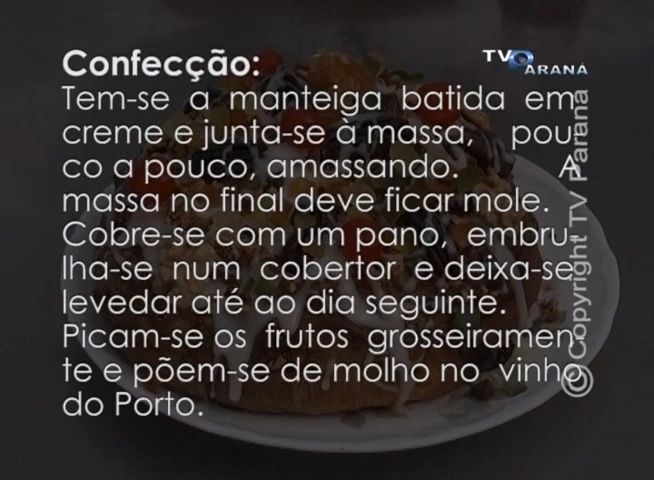 Confecção:
TV PARANÁ
Tem-se a manteiga batida em
creme e junta-se à massa, pou-
co a pouco, amassando. A
massa no final deve ficar mole.
Cobre-se com um pano, embru-
lha-se num cobertor e deixa-se
levedar até ao dia seguinte.
Picam-se os frutos grosseiramen-
te e põem-se de molho no vinho
do Porto.
© Copyright TV Parana